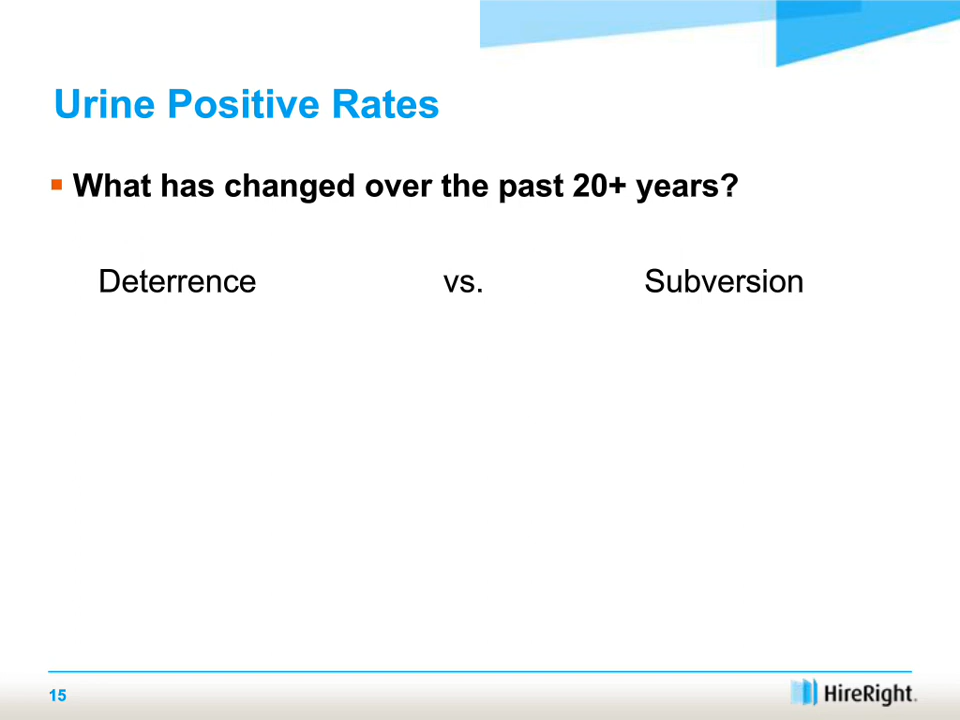 Urine Positive Rates
What has changed over the past 20+ years?
Deterrence vs. Subversion
15
HireRight.